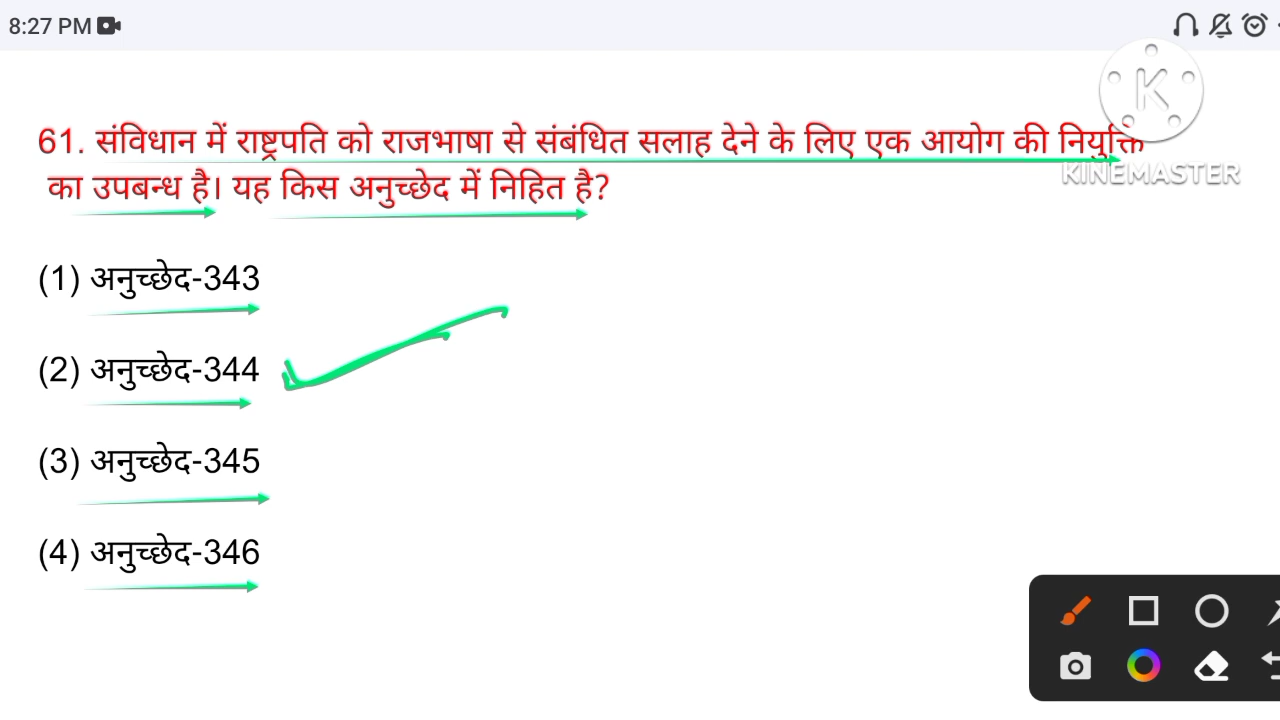 8:27 PM
K
KINEMASTER
61. संविधान में राष्ट्रपति को राजभाषा से संबंधित सलाह देने के लिए एक आयोग की नियुक्ति
का उपबन्ध है। यह किस अनुच्छेद में निहित है?
(1) अनुच्छेद-343
(2) अनुच्छेद-344
(3) अनुच्छेद-345
(4) अनुच्छेद-346